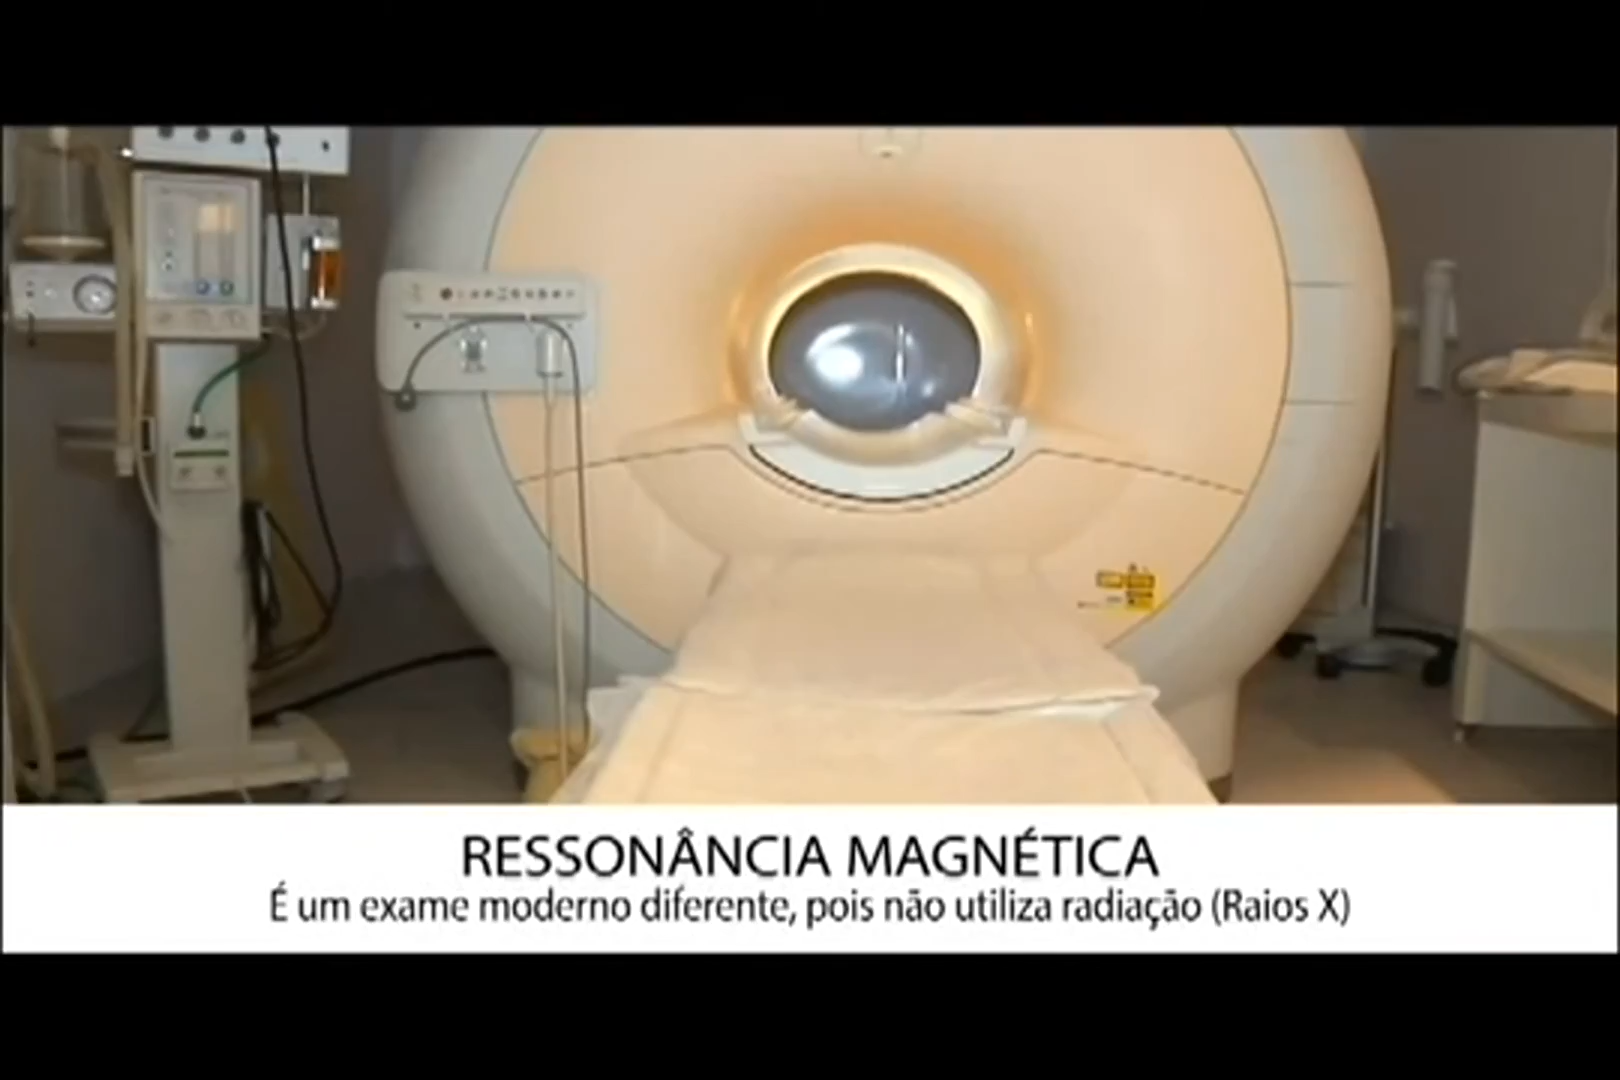 RESSONÂNCIA MAGNÉTICA
É um exame moderno diferente, pois não utiliza radiação (Raios X)